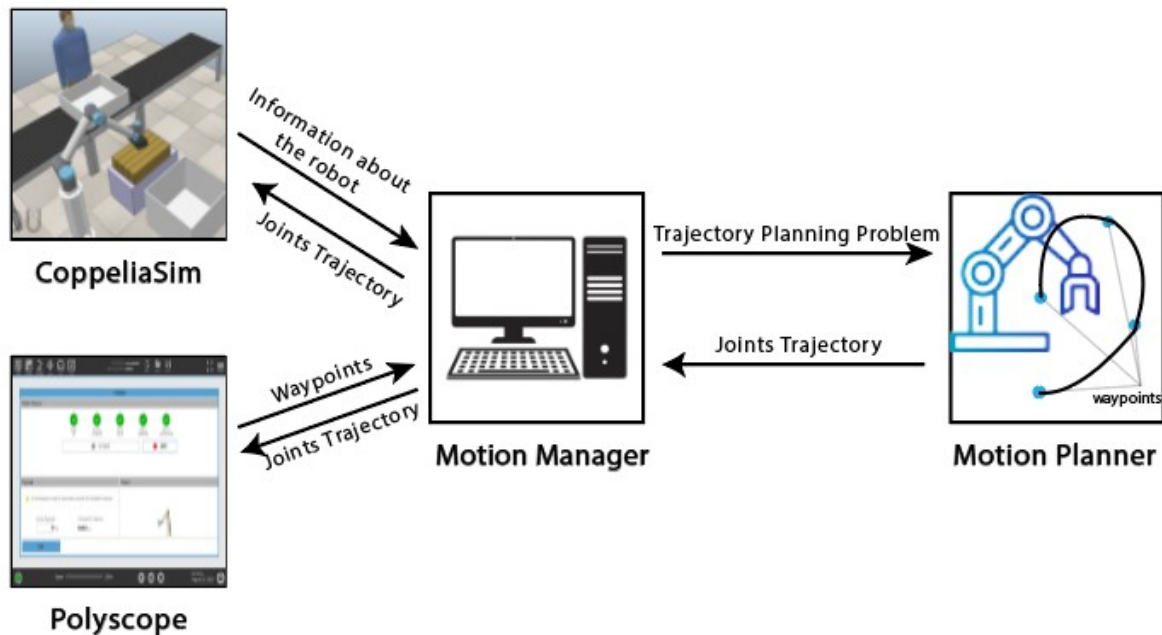 Information about
the robot
Joints Trajectory
CoppeliaSim
Waypoints
Joints Trajectory
Polyscope
Motion Manager
Trajectory Planning Problem
Joints Trajectory
waypoints
Motion Planner